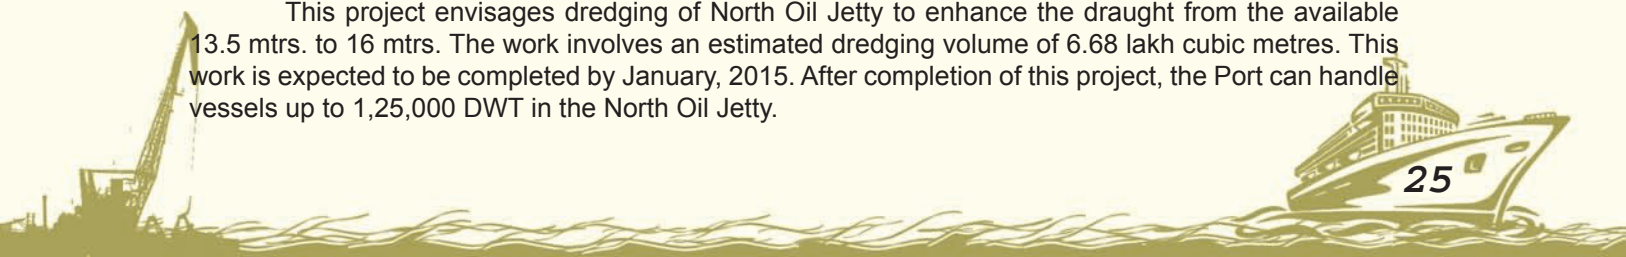 This project envisages dredging of North Oil Jetty to enhance the draught from the available
13.5 mtrs. to 16 mtrs. The work involves an estimated dredging volume of 6.68 lakh cubic metres. This
work is expected to be completed by January, 2015. After completion of this project, the Port can handle
vessels up to 1,25,000 DWT in the North Oil Jetty.
25